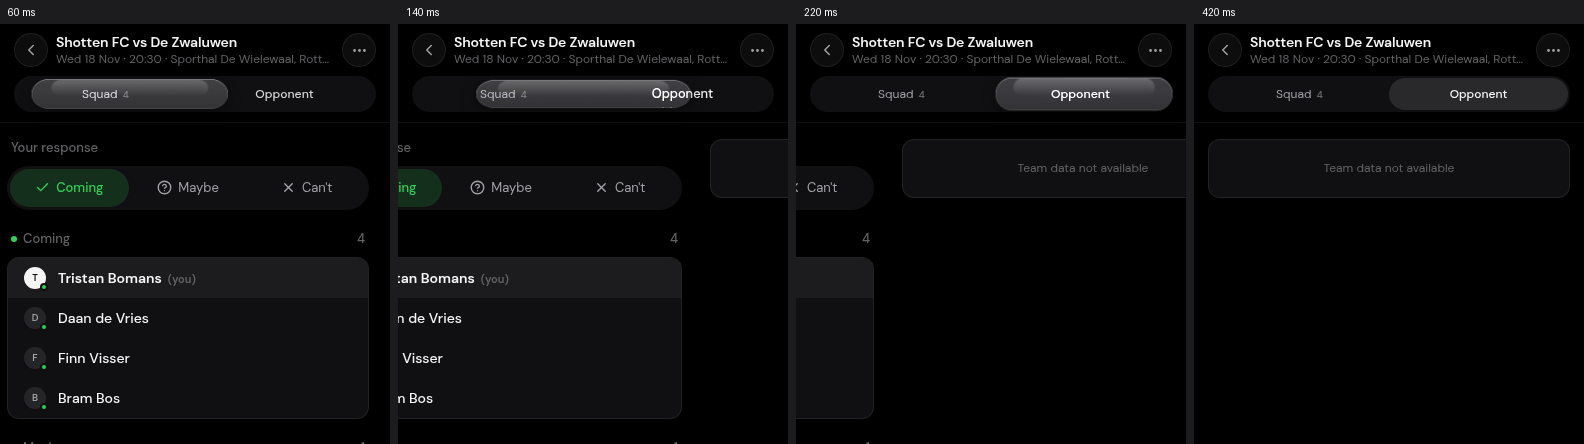 60 ms
Shotten FC vs De Zwaluwen
Wed 18 Nov · 20:30 · Sporthal De Wielewaal, Rott...
Squad 4 Opponent
Your response
Coming Maybe Can't
Coming 4
T Tristan Bomans (you)
D Daan de Vries
F Finn Visser
B Bram Bos
140 ms
Shotten FC vs De Zwaluwen
Wed 18 Nov · 20:30 · Sporthal De Wielewaal, Rott...
Squad 4 Opponent
se
ing Maybe Can't
4
tan Bomans (you)
n de Vries
Visser
m Bos
220 ms
Shotten FC vs De Zwaluwen
Wed 18 Nov · 20:30 · Sporthal De Wielewaal, Rott...
Squad 4 Opponent
Team data not available
Can't
4
420 ms
Shotten FC vs De Zwaluwen
Wed 18 Nov · 20:30 · Sporthal De Wielewaal, Rott...
Squad 4 Opponent
Team data not available